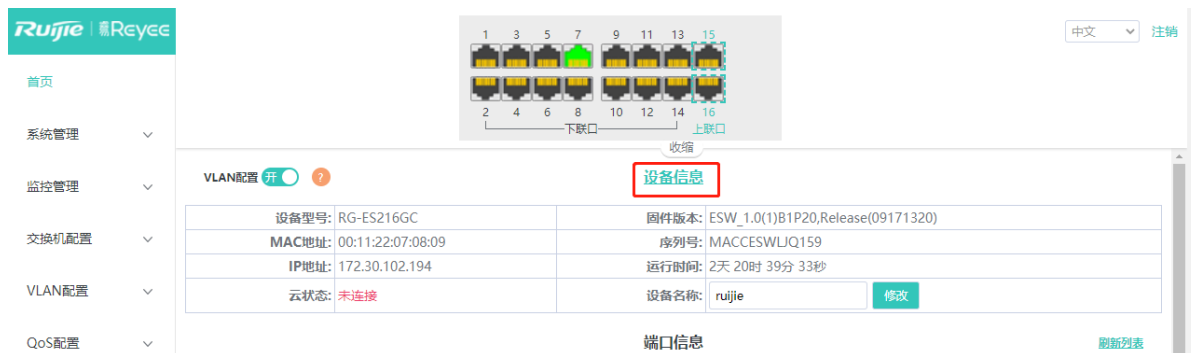 Ruijie | 睿Reyee
1 3 5 7 9 11 13 15
中文 注销
首页
2 4 6 8 10 12 14 16
下联口 上联口
收缩
系统管理
VLAN配置 开 ? 设备信息
监控管理
设备型号: RG-ES216GC 固件版本: ESW_1.0(1)B1P20,Release(09171320)
交换机配置
MAC地址: 00:11:22:07:08:09 序列号: MACCESWLJQ159
IP地址: 172.30.102.194 运行时间: 2天 20时 39分 33秒
VLAN配置
云状态: 未连接 设备名称: ruijie 修改
QoS配置
端口信息 刷新列表